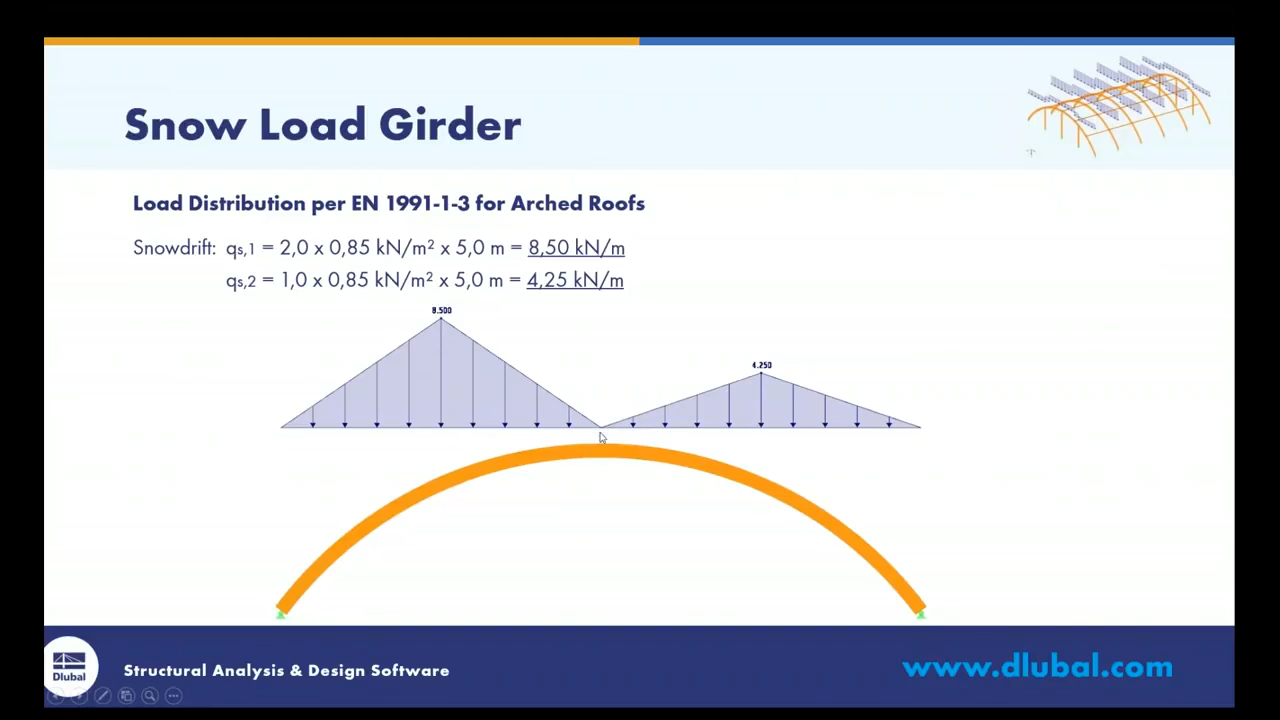 Snow Load Girder
Load Distribution per EN 1991-1-3 for Arched Roofs
Snowdrift: qs,1 = 2,0 x 0,85 kN/m² x 5,0 m = 8,50 kN/m
qs,2 = 1,0 x 0,85 kN/m² x 5,0 m = 4,25 kN/m
8.500
4.250
Dlubal
Structural Analysis & Design Software
www.dlubal.com